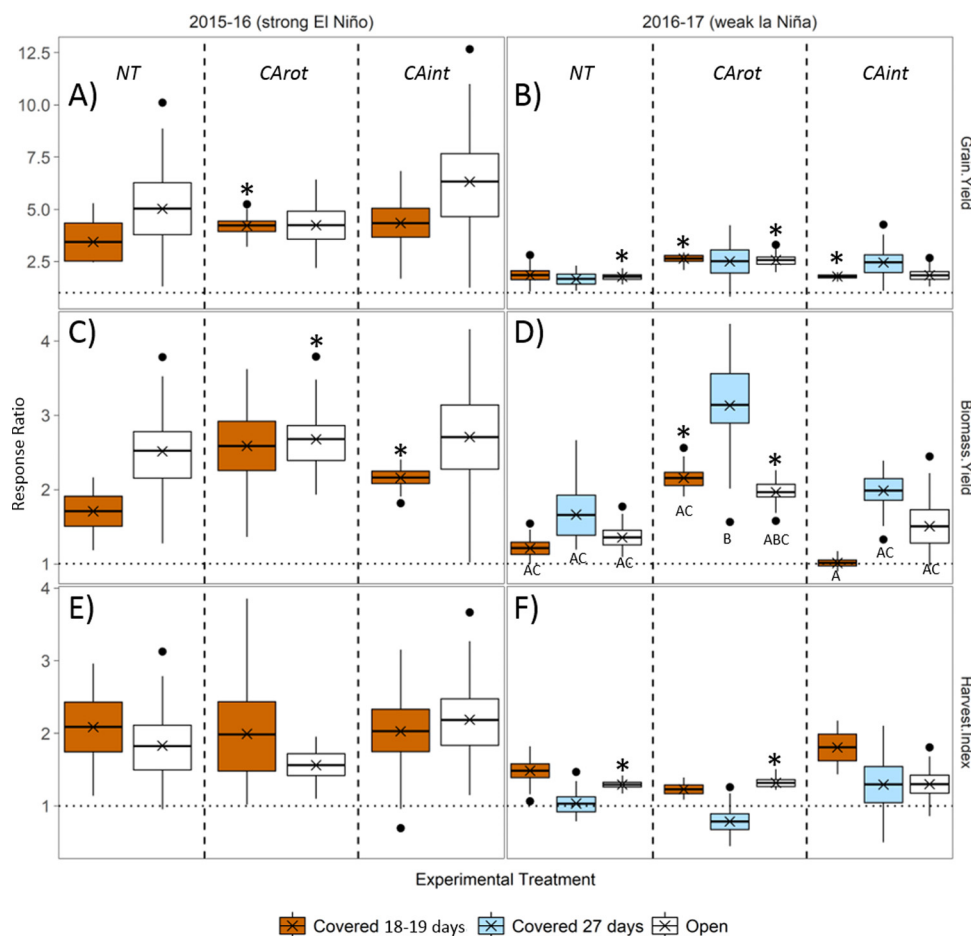 2015-16 (strong El Niño) 2016-17 (weak la Niña)
12.5 A) NT CArot CAint B) NT CArot CAint Grain.Yield
10.0
7.5
5.0 *
2.5 * * * *
C) * * D) * * Biomass.Yield
4
3
2
1
AC AC AC AC B ABC A AC AC
Response Ratio
E) F) * * Harvest.Index
4
3
2
1
Experimental Treatment
Covered 18-19 days Covered 27 days Open